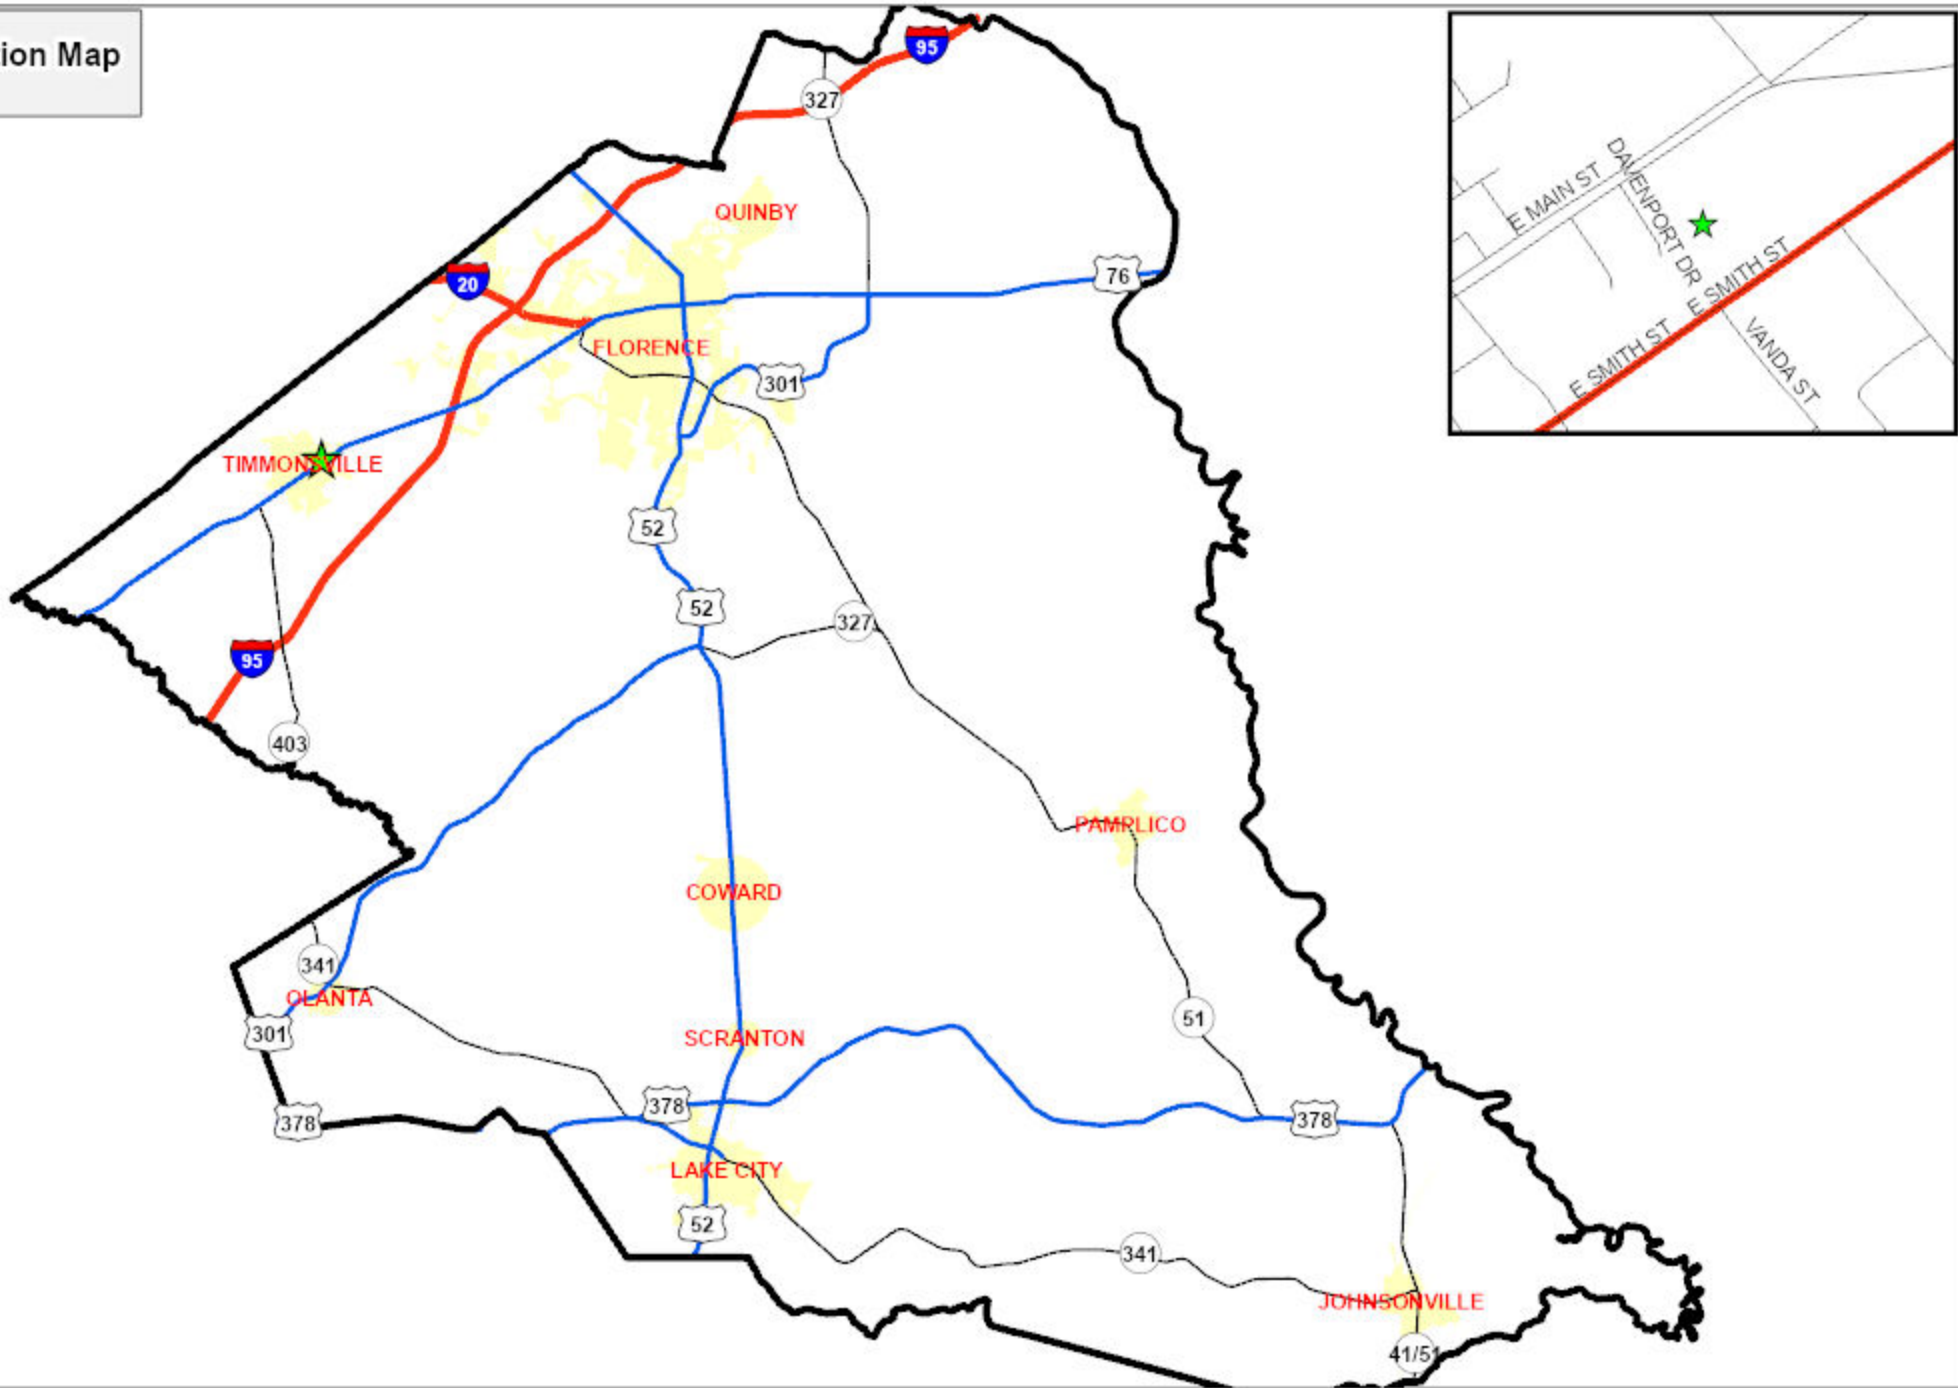 ion Map
95
327
QUINBY
20
76
FLORENCE
301
TIMMONSVILLE
52
52
327
95
403
PAMPLICO
COWARD
341
OLANTA
301
51
SCRANTON
378
378
378
LAKE CITY
52
341
JOHNSONVILLE
41/51
E MAIN ST
DAVENPORT DR
E SMITH ST
E SMITH ST
VANDA ST